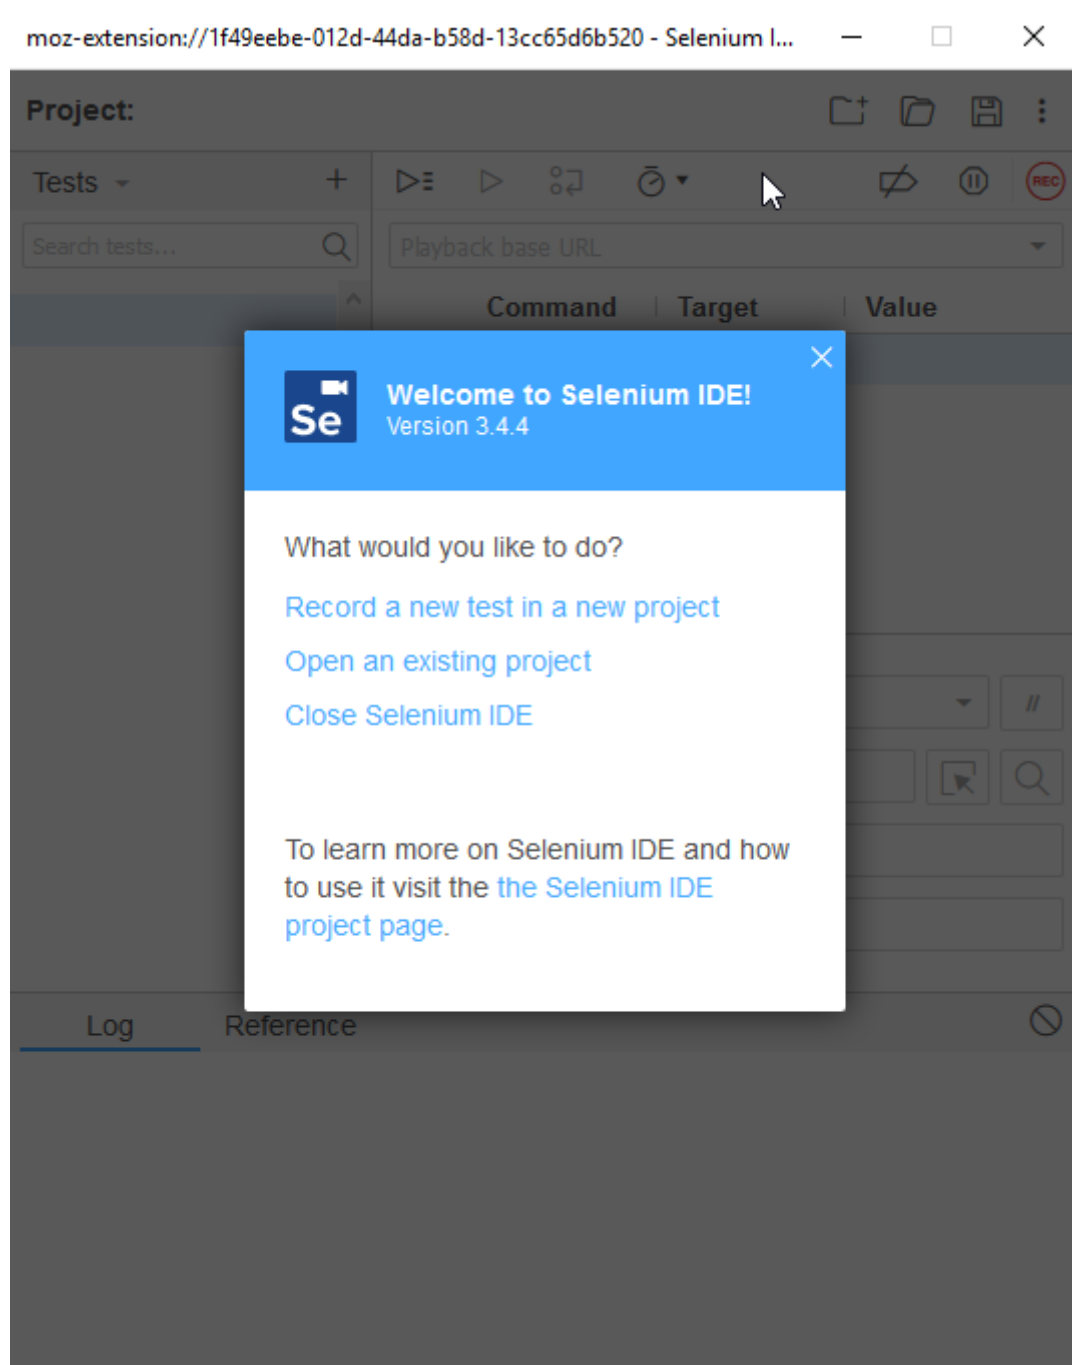 moz-extension://1f49eebe-012d-44da-b58d-13cc65d6b520 - Selenium I...
Project:
Tests
REC
Search tests...
Playback base URL
Command Target Value
Se
Welcome to Selenium IDE!
Version 3.4.4
What would you like to do?
Record a new test in a new project
Open an existing project
Close Selenium IDE
//
To learn more on Selenium IDE and how
to use it visit the the Selenium IDE
project page.
Log Reference